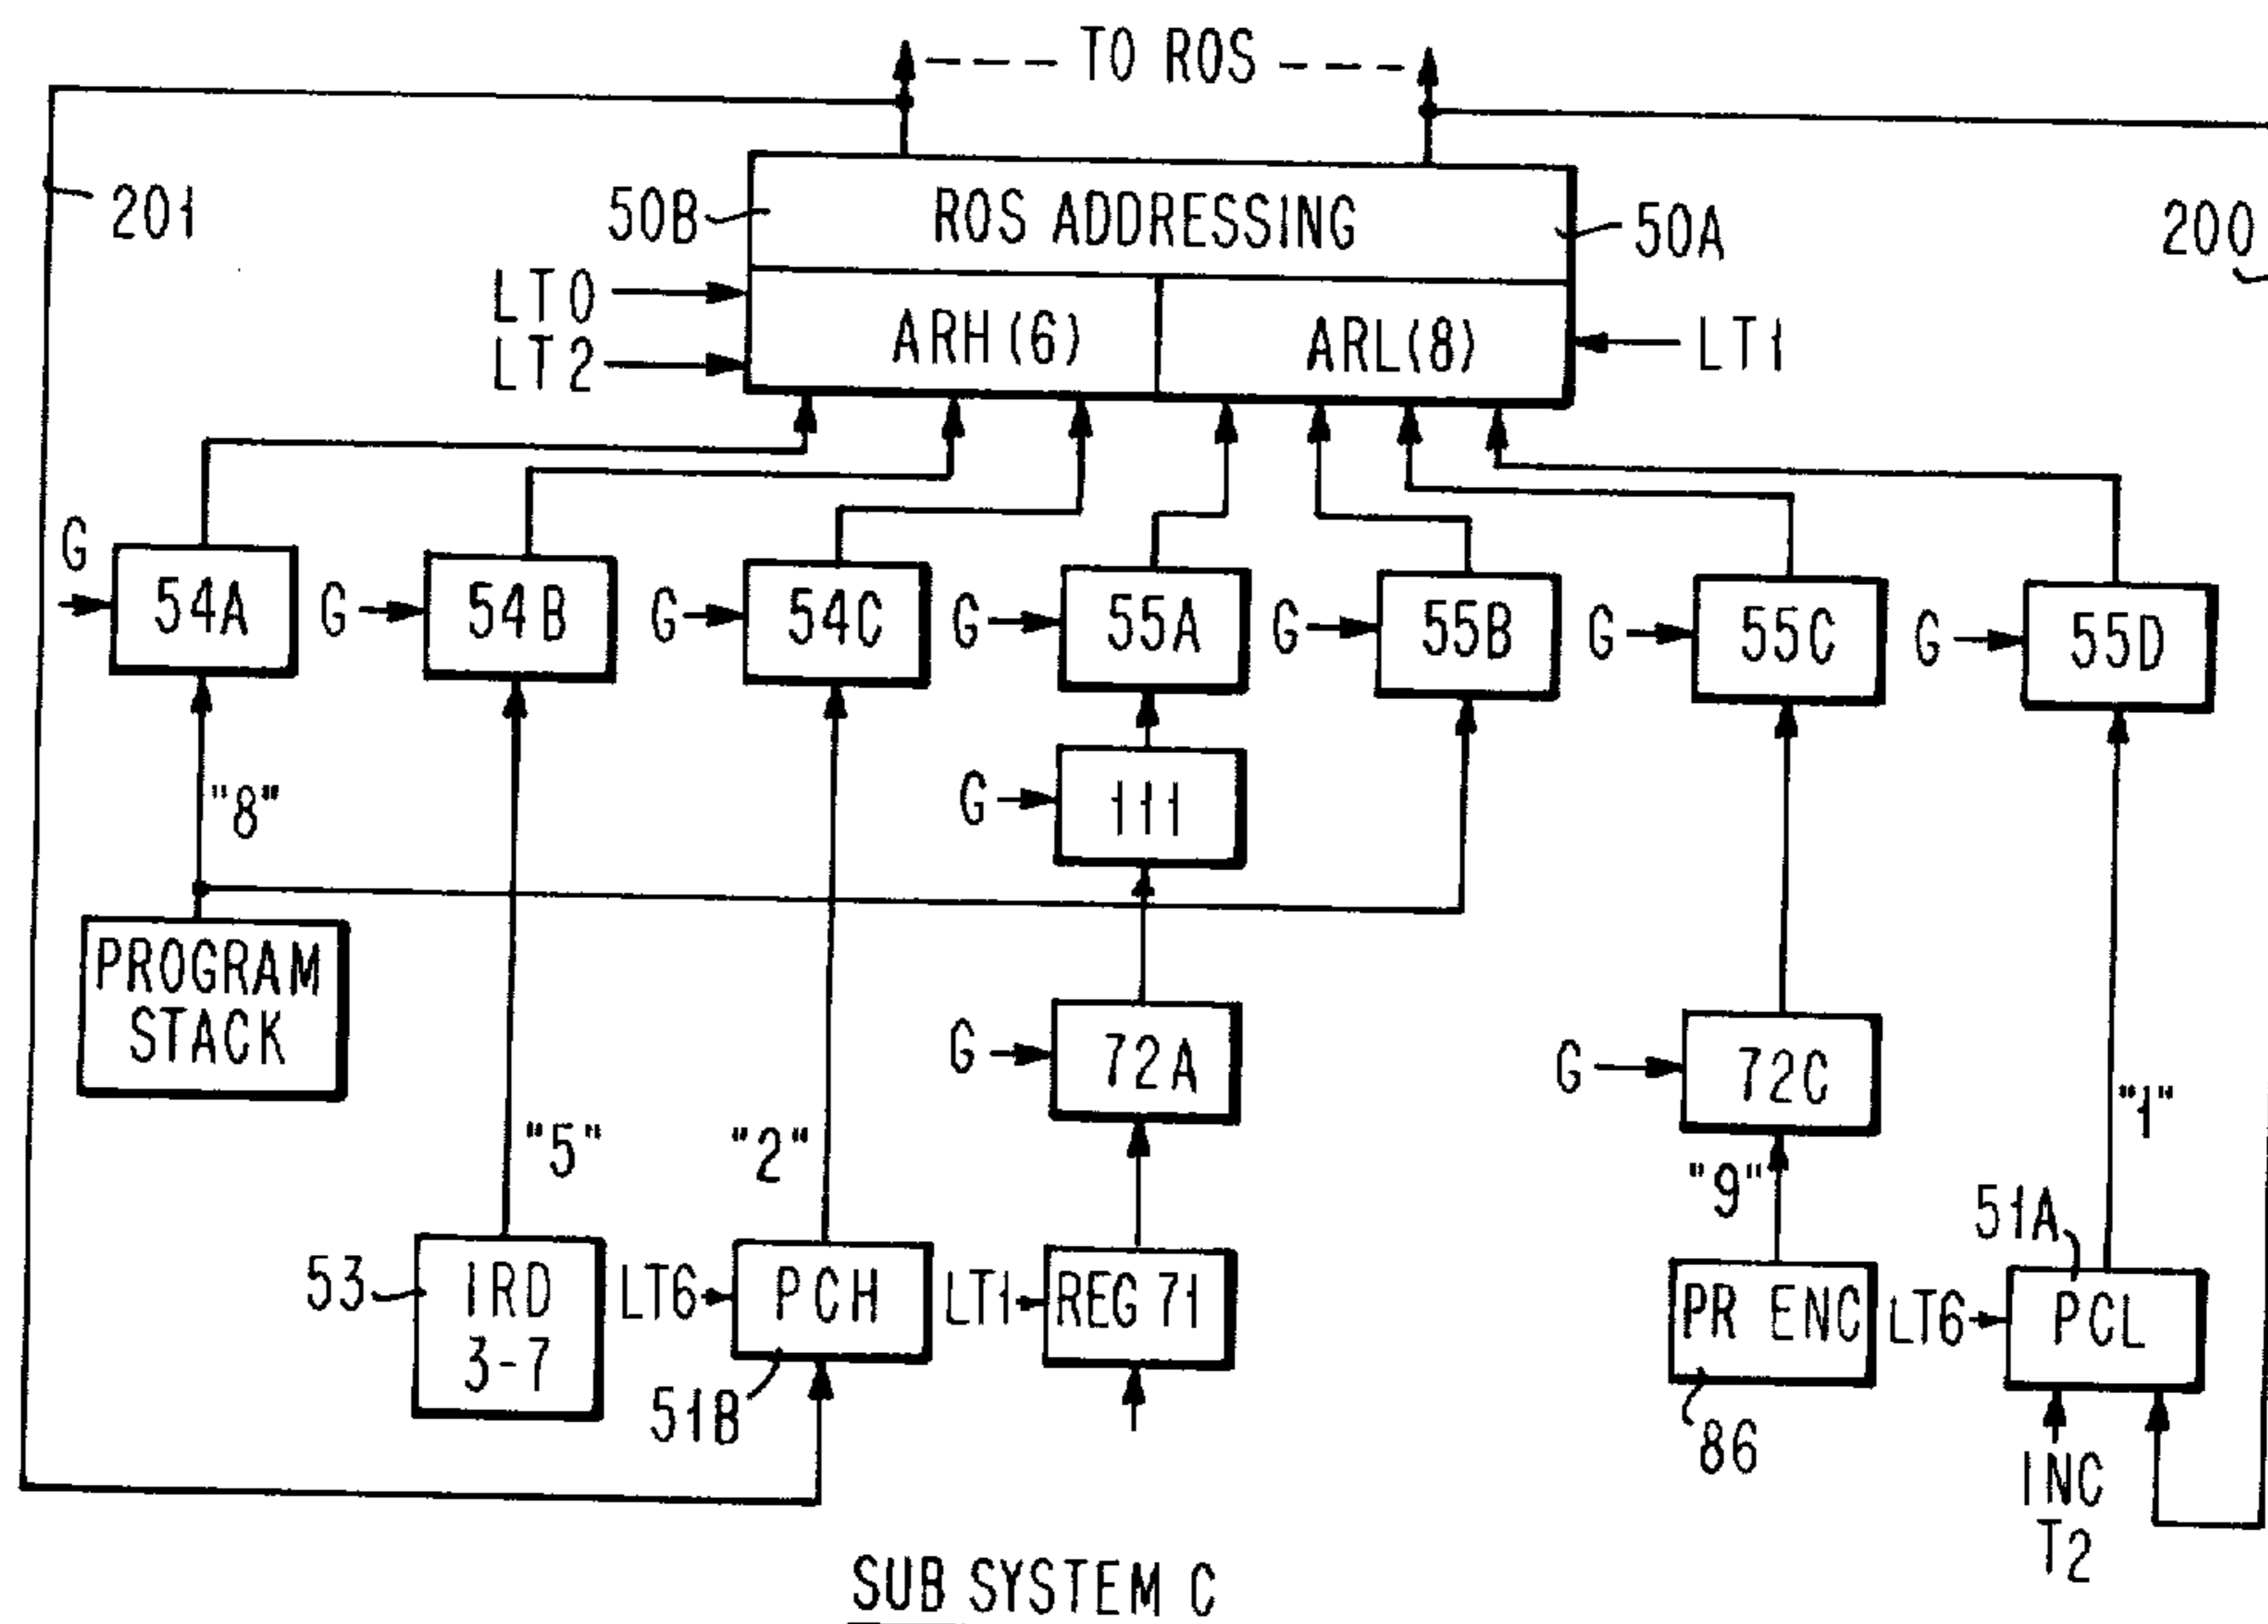 TO ROS
201
50B
ROS ADDRESSING
50A
200
LT0
LT2
ARH (6)
ARL (8)
LT1
G
54A
G
54B
G
54C
G
55A
G
55B
G
55C
G
55D
"8"
G
111
PROGRAM
STACK
G
72A
G
72C
"5"
"2"
"9"
"1"
51A
53
IRD
3-7
LT6
PCH
LT1
REG 71
PR ENC
LT6
PCL
51B
86
INC
T2
SUB SYSTEM C